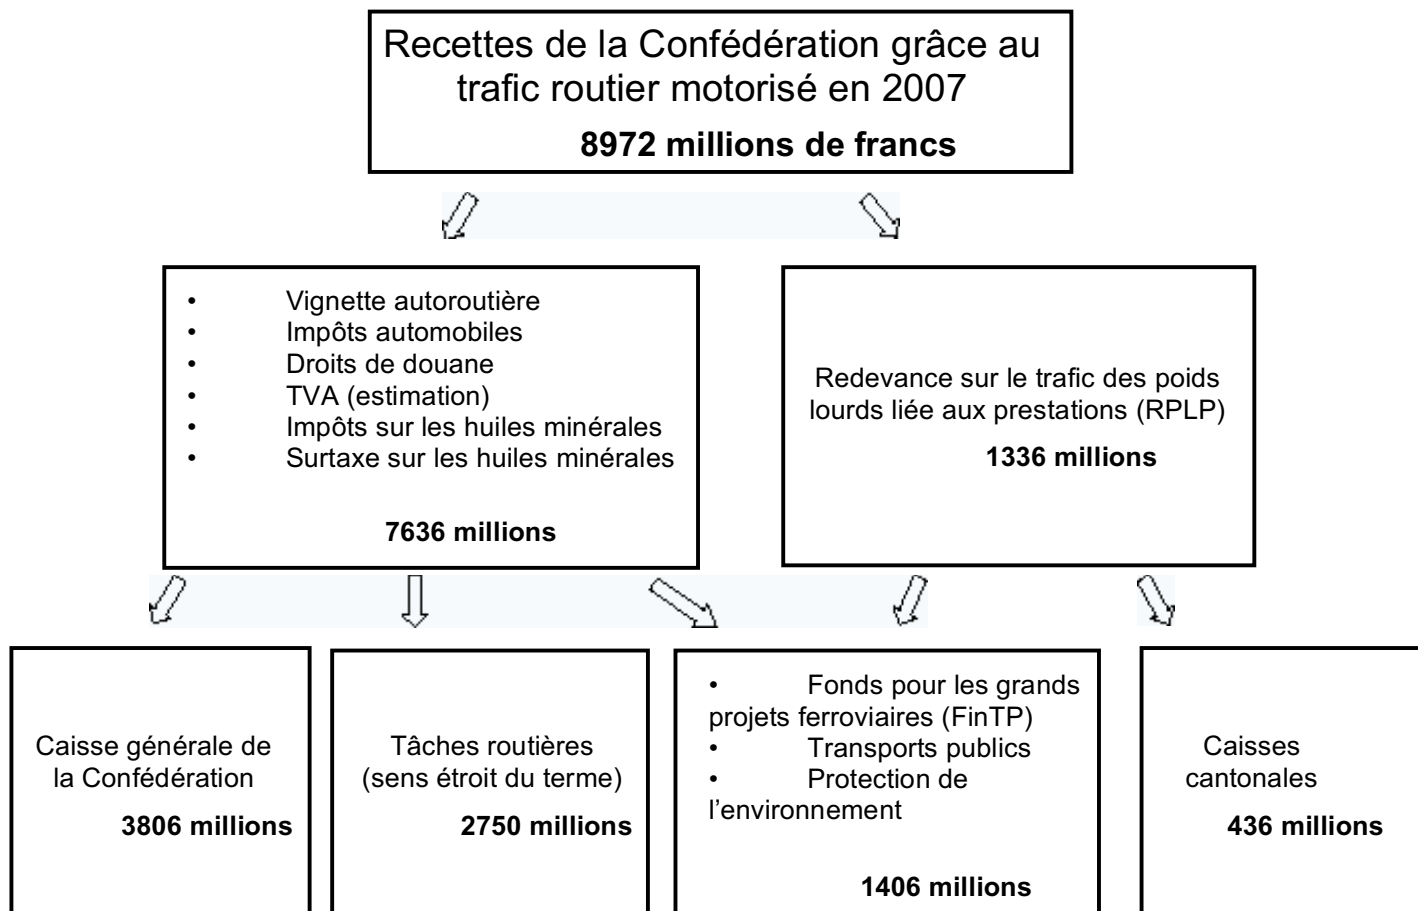 Recettes de la Confédération grâce au
trafic routier motorisé en 2007
8972 millions de francs
• Vignette autoroutière
• Impôts automobiles
• Droits de douane
• TVA (estimation)
• Impôts sur les huiles minérales
• Surtaxe sur les huiles minérales
7636 millions
Redevance sur le trafic des poids
lourds liée aux prestations (RPLP)
1336 millions
Caisse générale de
la Confédération
3806 millions
Tâches routières
(sens étroit du terme)
2750 millions
• Fonds pour les grands
projets ferroviaires (FinTP)
• Transports publics
• Protection de
l'environnement
1406 millions
Caisses
cantonales
436 millions